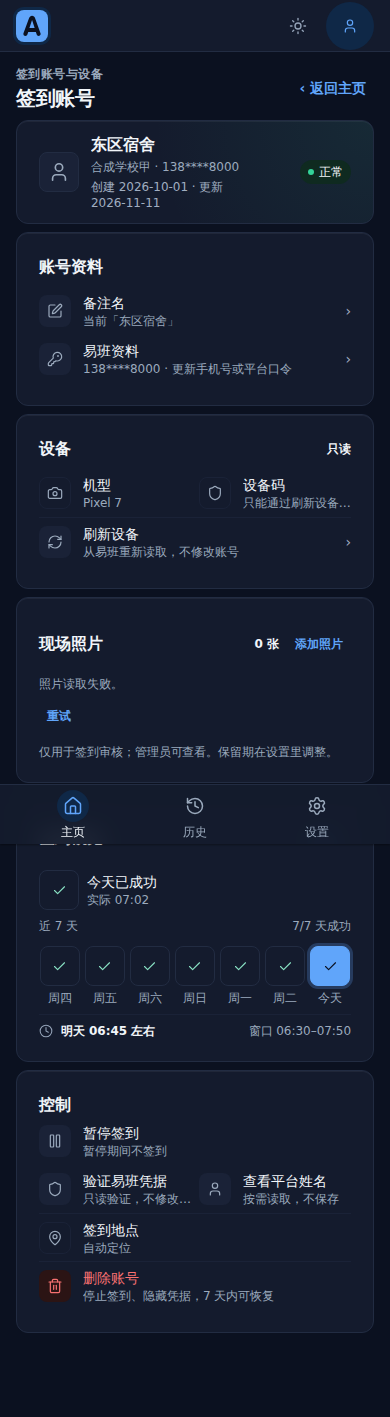 A
签到账号与设备
签到账号
‹ 返回主页
东区宿舍
合成学校甲 · 138****8000
创建 2026-10-01 · 更新
2026-11-11
正常
账号资料
备注名
当前「东区宿舍」
›
易班资料
138****8000 · 更新手机号或平台口令
›
设备
只读
机型
Pixel 7
设备码
只能通过刷新设备…
刷新设备
从易班重新读取，不修改账号
›
现场照片
0 张
添加照片
照片读取失败。
重试
仅用于签到审核；管理员可查看。保留期在设置里调整。
主页
历史
设置
今天已成功
实际 07:02
近 7 天
7/7 天成功
周四
周五
周六
周日
周一
周二
今天
明天 06:45 左右
窗口 06:30–07:50
控制
暂停签到
暂停期间不签到
验证易班凭据
只读验证，不修改…
查看平台姓名
按需读取，不保存
签到地点
自动定位
删除账号
停止签到、隐藏凭据，7 天内可恢复